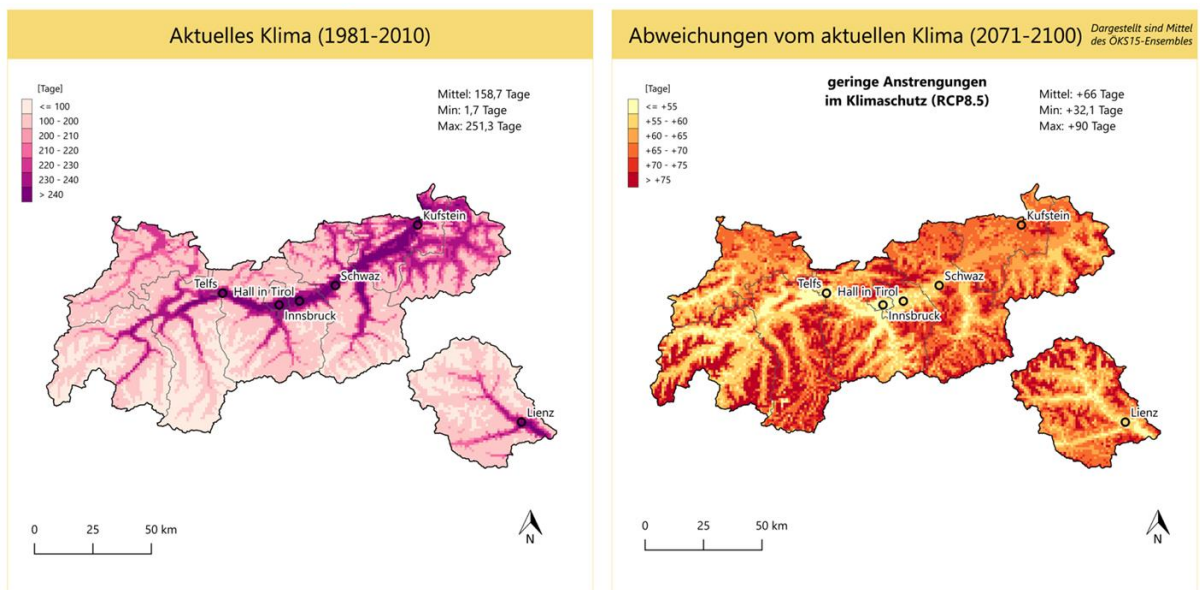 Aktuelles Klima (1981-2010)
[Tage]
<= 100
100 - 200
200 - 210
210 - 220
220 - 230
230 - 240
> 240
Mittel: 158,7 Tage
Min: 1,7 Tage
Max: 251,3 Tage
Kufstein
Schwaz
Telfs
Hall in Tirol
Innsbruck
Lienz
0 25 50 km
N
Abweichungen vom aktuellen Klima (2071-2100)
Dargestellt sind Mittel
des ÖKS15-Ensembles
geringe Anstrengungen
im Klimaschutz (RCP8.5)
[Tage]
<= +55
+55 - +60
+60 - +65
+65 - +70
+70 - +75
> +75
Mittel: +66 Tage
Min: +32,1 Tage
Max: +90 Tage
Kufstein
Schwaz
Telfs
Hall in Tirol
Innsbruck
Lienz
0 25 50 km
N